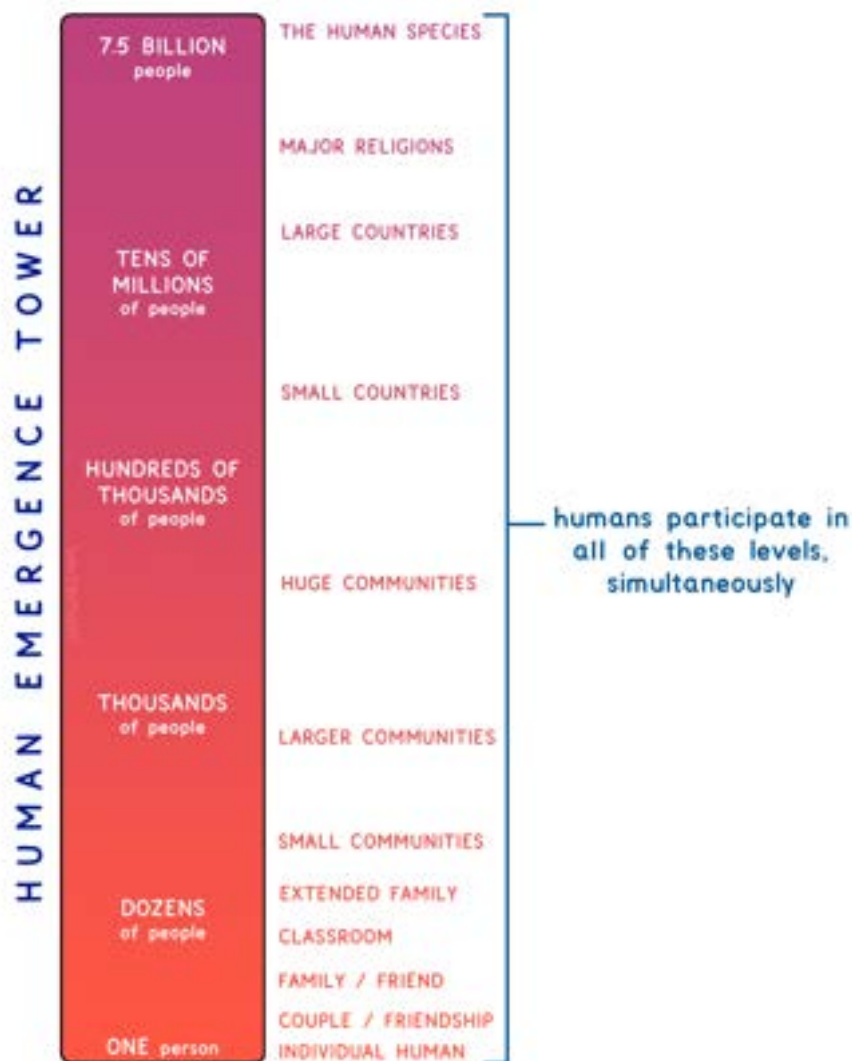 HUMAN EMERGENCE TOWER
7.5 BILLION
people
TENS OF
MILLIONS
of people
HUNDREDS OF
THOUSANDS
of people
THOUSANDS
of people
DOZENS
of people
ONE person
THE HUMAN SPECIES
MAJOR RELIGIONS
LARGE COUNTRIES
SMALL COUNTRIES
HUGE COMMUNITIES
LARGER COMMUNITIES
SMALL COMMUNITIES
EXTENDED FAMILY
CLASSROOM
FAMILY / FRIEND
COUPLE / FRIENDSHIP
INDIVIDUAL HUMAN
humans participate in
all of these levels,
simultaneously